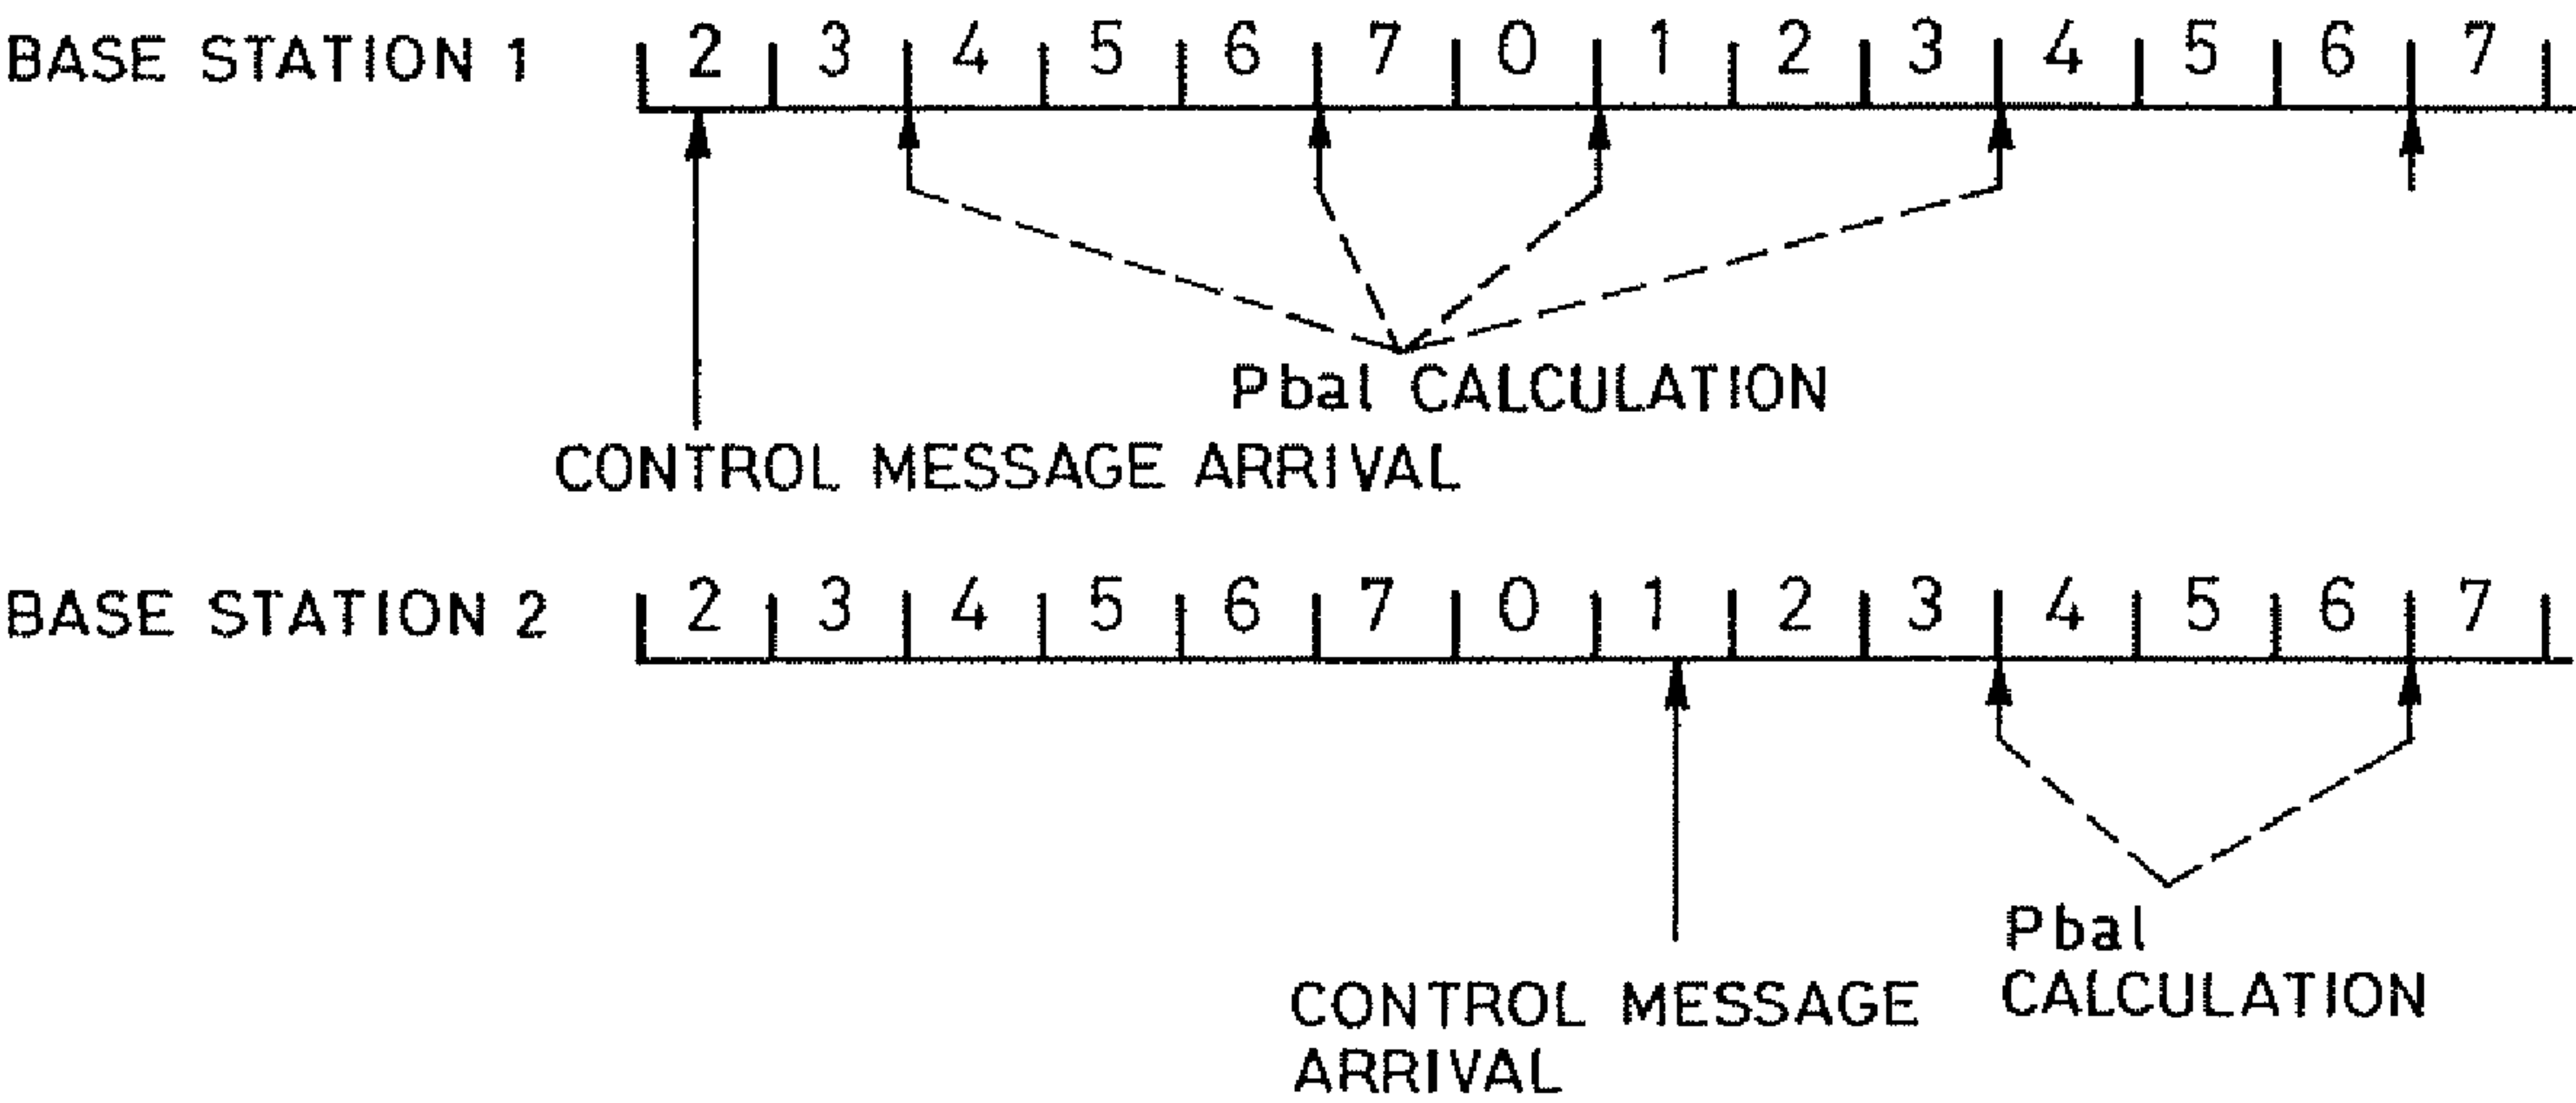 BASE STATION 1 2 3 4 5 6 7 0 1 2 3 4 5 6 7
Pbal CALCULATION
CONTROL MESSAGE ARRIVAL
BASE STATION 2 2 3 4 5 6 7 0 1 2 3 4 5 6 7
Pbal
CALCULATION
CONTROL MESSAGE
ARRIVAL